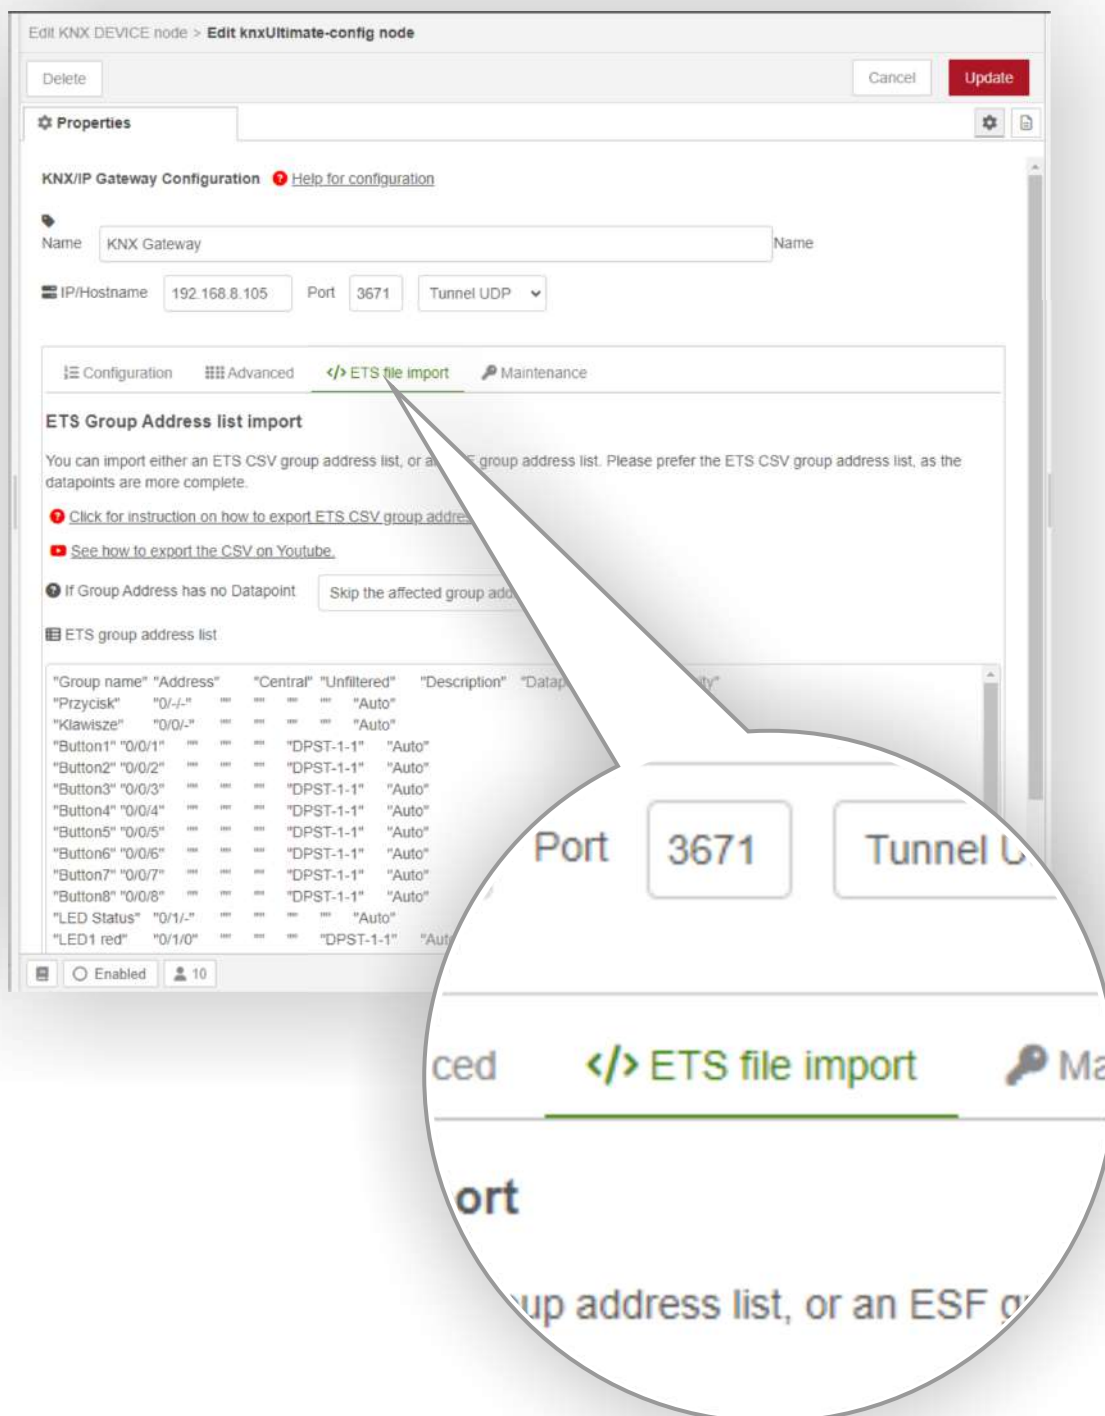 Edit KNX DEVICE node > Edit knxUltimate-config node
Delete Cancel Update
Properties
KNX/IP Gateway Configuration Help for configuration
Name KNX Gateway Name
IP/Hostname 192.168.8.105 Port 3671 Tunnel UDP
Configuration Advanced </> ETS file import Maintenance
ETS Group Address list import
You can import either an ETS CSV group address list, or an group address list. Please prefer the ETS CSV group address list, as the
datapoints are more complete.
Click for instruction on how to export ETS CSV group
See how to export the CSV on Youtube.
If Group Address has no Datapoint Skip the affected group
ETS group address list
"Group name" "Address" "Central" "Unfiltered" "Description"
"Przycisk" "0/-/-" "" "" "" "" "Auto"
"Klawisze" "0/0/-" "" "" "" "" "Auto"
"Button1" "0/0/1" "" "" "" "DPST-1-1" "Auto"
"Button2" "0/0/2" "" "" "" "DPST-1-1" "Auto"
"Button3" "0/0/3" "" "" "" "DPST-1-1" "Auto"
"Button4" "0/0/4" "" "" "" "DPST-1-1" "Auto"
"Button5" "0/0/5" "" "" "" "DPST-1-1" "Auto"
"Button6" "0/0/6" "" "" "" "DPST-1-1" "Auto"
"Button7" "0/0/7" "" "" "" "DPST-1-1" "Auto"
"Button8" "0/0/8" "" "" "" "DPST-1-1" "Auto"
"LED Status" "0/1/-" "" "" "" "" "Auto"
"LED1 red" "0/1/0" "" "" "" "DPST-1-1"
Enabled 10
Port 3671 Tunnel
ced </> ETS file import Ma
ort
up address list, or an ESF